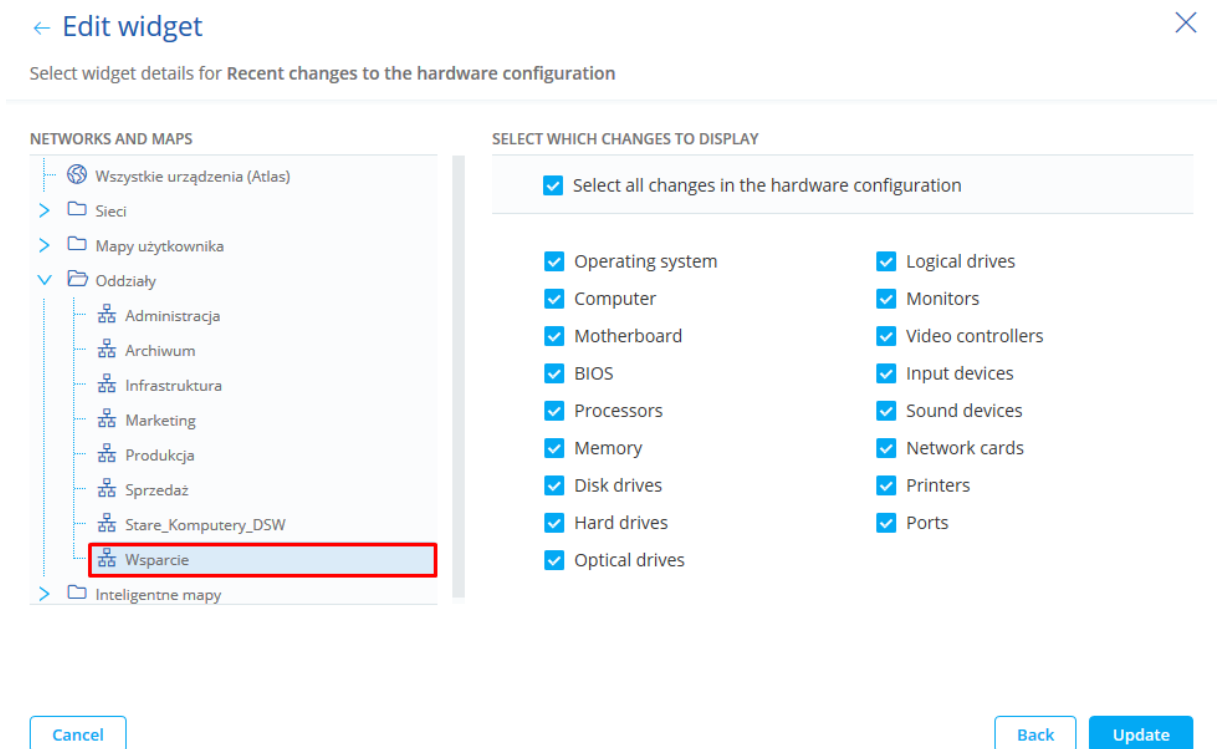 ← Edit widget
Select widget details for Recent changes to the hardware configuration
NETWORKS AND MAPS
Wszystkie urządzenia (Atlas)
Sieci
Mapy użytkownika
Oddziały
Administracja
Archiwum
Infrastruktura
Marketing
Produkcja
Sprzedaż
Stare_Komputery_DSW
Wsparcie
Inteligentne mapy
SELECT WHICH CHANGES TO DISPLAY
Select all changes in the hardware configuration
Operating system
Computer
Motherboard
BIOS
Processors
Memory
Disk drives
Hard drives
Optical drives
Logical drives
Monitors
Video controllers
Input devices
Sound devices
Network cards
Printers
Ports
Cancel
Back
Update